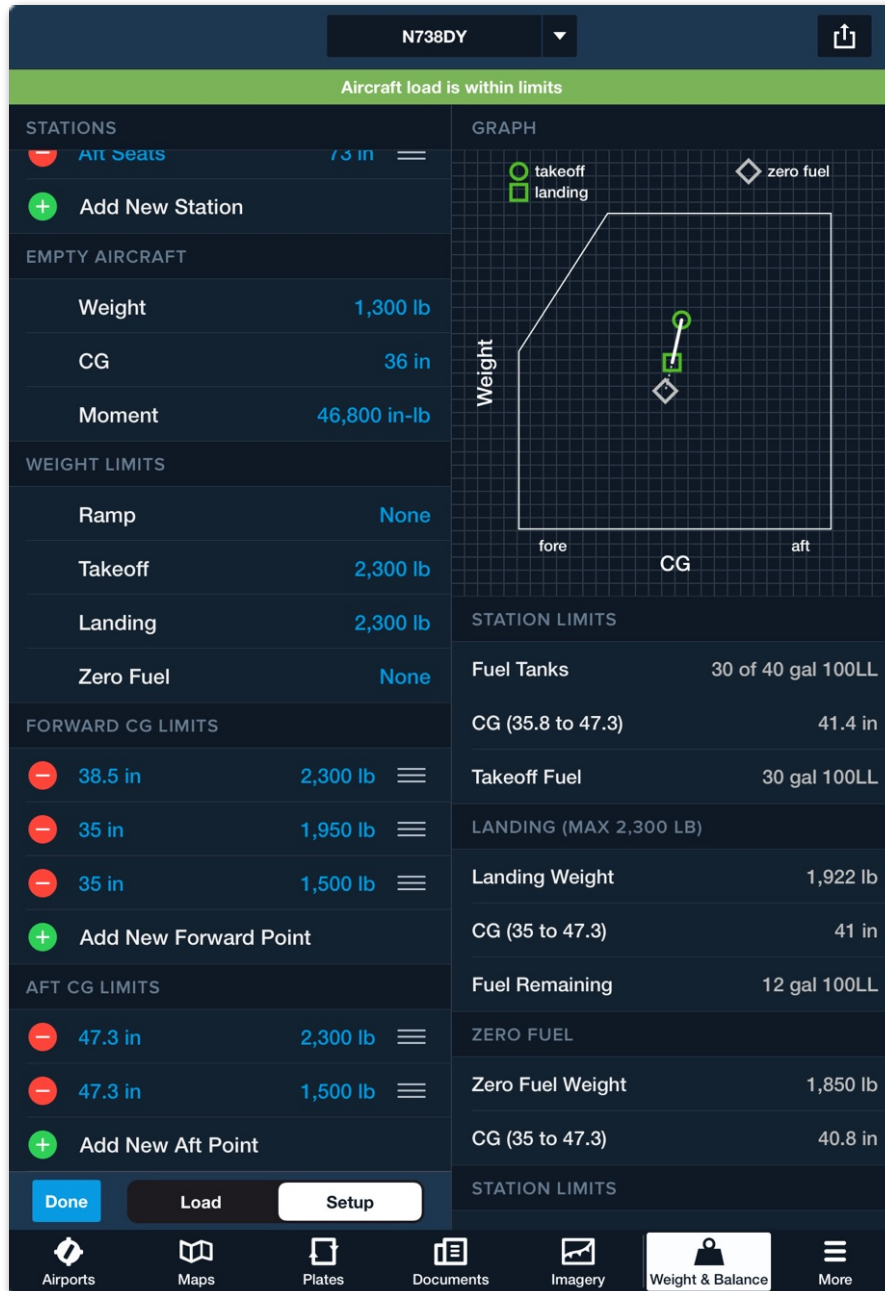 N738DY
Aircraft load is within limits
STATIONS
Aft Seats 73 in
Add New Station
EMPTY AIRCRAFT
Weight 1,300 lb
CG 36 in
Moment 46,800 in-lb
WEIGHT LIMITS
Ramp None
Takeoff 2,300 lb
Landing 2,300 lb
Zero Fuel None
FORWARD CG LIMITS
38.5 in 2,300 lb
35 in 1,950 lb
35 in 1,500 lb
Add New Forward Point
AFT CG LIMITS
47.3 in 2,300 lb
47.3 in 1,500 lb
Add New Aft Point
Done Load Setup
GRAPH
takeoff zero fuel
landing
Weight
fore aft
CG
STATION LIMITS
Fuel Tanks 30 of 40 gal 100LL
CG (35.8 to 47.3) 41.4 in
Takeoff Fuel 30 gal 100LL
LANDING (MAX 2,300 LB)
Landing Weight 1,922 lb
CG (35 to 47.3) 41 in
Fuel Remaining 12 gal 100LL
ZERO FUEL
Zero Fuel Weight 1,850 lb
CG (35 to 47.3) 40.8 in
STATION LIMITS
Airports Maps Plates Documents Imagery Weight & Balance More